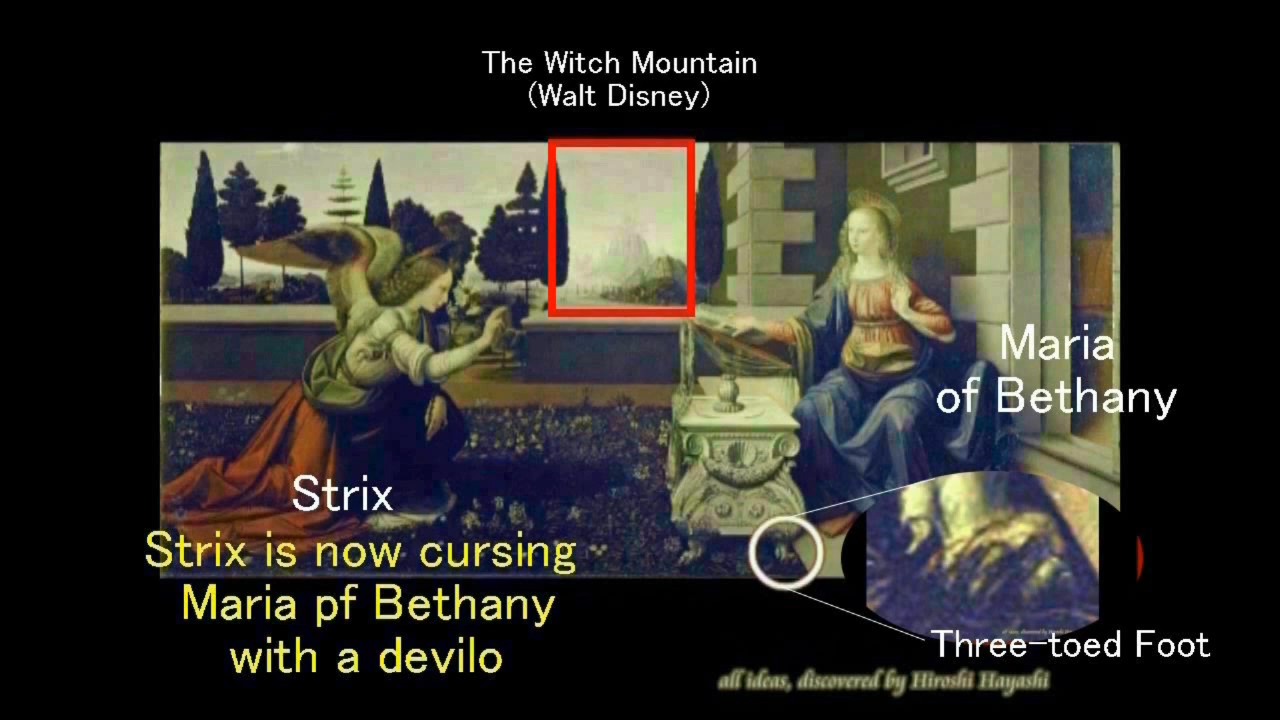 The Witch Mountain
(Walt Disney)
Maria
of Bethany
Strix
Strix is now cursing
Maria pf Bethany
with a devilo
Three-toed Foot
all ideas, discovered by Hiroshi Hayashi